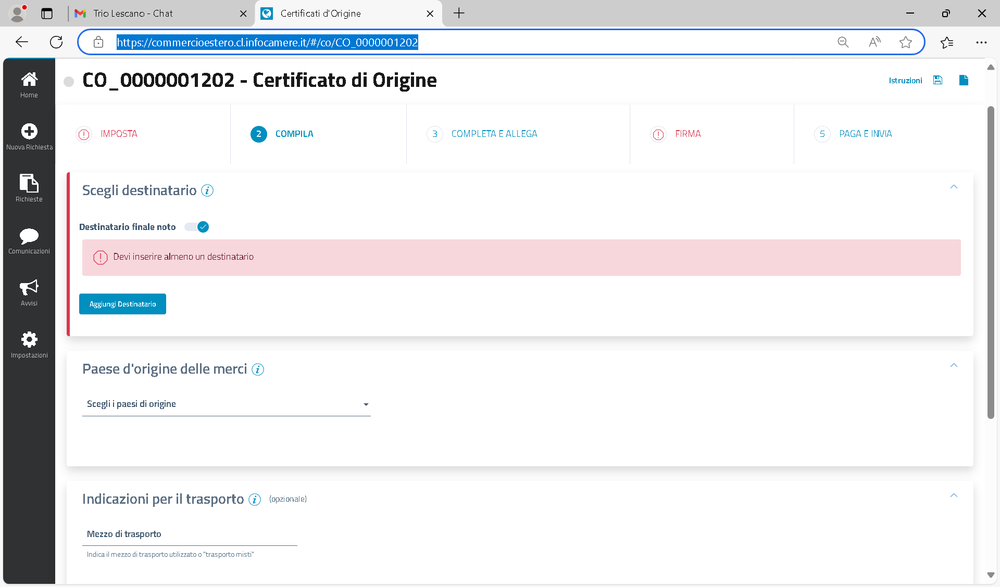 Trio Lescano - Chat
Certificati d'Origine
https://commercioestero.cl.infocamere.it/#/co/CO_0000001202
Home
Nuova Richiesta
Richieste
Comunicazioni
Avvisi
Impostazioni
CO_0000001202 - Certificato di Origine
Istruzioni
IMPOSTA
2 COMPILA
3 COMPLETA E ALLEGA
FIRMA
5 PAGA E INVIA
Scegli destinatario
Destinatario finale noto
Devi inserire almeno un destinatario
Aggiungi Destinatario
Paese d'origine delle merci
Scegli i paesi di origine
Indicazioni per il trasporto (opzionale)
Mezzo di trasporto
Indica il mezzo di trasporto utilizzato o "trasporto misti"